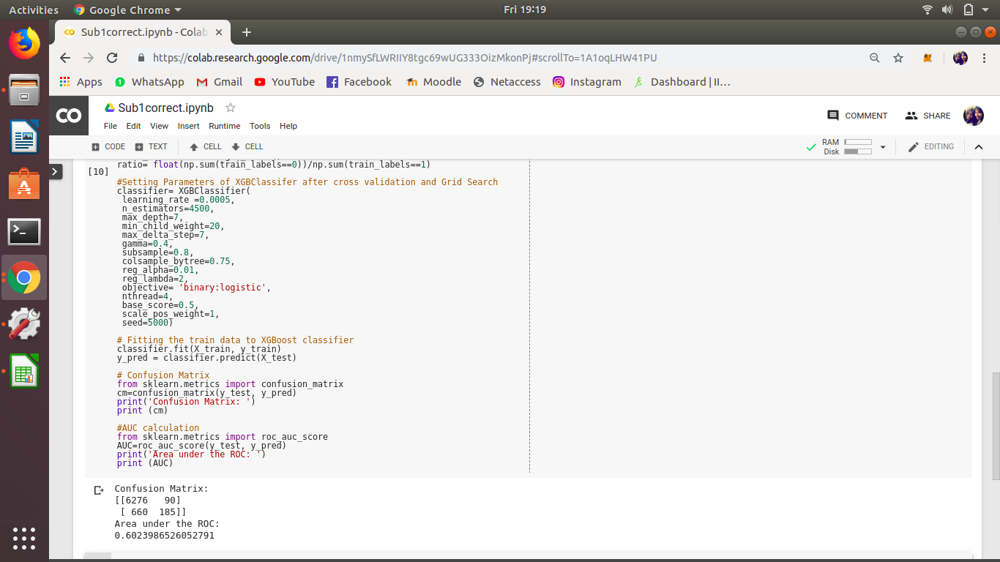 Activities Google Chrome Fri 19:19
Sub1correct.ipynb - Colab
https://colab.research.google.com/drive/1nmySfLWRIIY8tgc69wUG333OizMkonPj#scrollTo=1A1oqLHW41PU
Apps WhatsApp Gmail YouTube Facebook Moodle Netaccess Instagram Dashboard | II…
CO Sub1correct.ipynb
COMMENT SHARE
File Edit View Insert Runtime Tools Help
CODE TEXT CELL CELL RAM Disk EDITING
ratio= float(np.sum(train_labels==0))/np.sum(train_labels==1)
[10]
#Setting Parameters of XGBClassifer after cross validation and Grid Search
classifier= XGBClassifier(
learning_rate =0.0005,
n_estimators=4500,
max_depth=7,
min_child_weight=20,
max_delta_step=7,
gamma=0.4,
subsample=0.8,
colsample_bytree=0.75,
reg_alpha=0.01,
reg_lambda=2,
objective= 'binary:logistic',
nthread=4,
base_score=0.5,
scale_pos_weight=1,
seed=5000)
# Fitting the train data to XGBoost classifier
classifier.fit(X_train, y_train)
y_pred = classifier.predict(X_test)
# Confusion Matrix
from sklearn.metrics import confusion_matrix
cm=confusion_matrix(y_test, y_pred)
print('Confusion Matrix: ')
print (cm)
#AUC calculation
from sklearn.metrics import roc_auc_score
AUC=roc_auc_score(y_test, y_pred)
print('Area under the ROC: ')
print (AUC)
Confusion Matrix:
[[6276 90]
[ 660 185]]
Area under the ROC:
0.6023986526052791